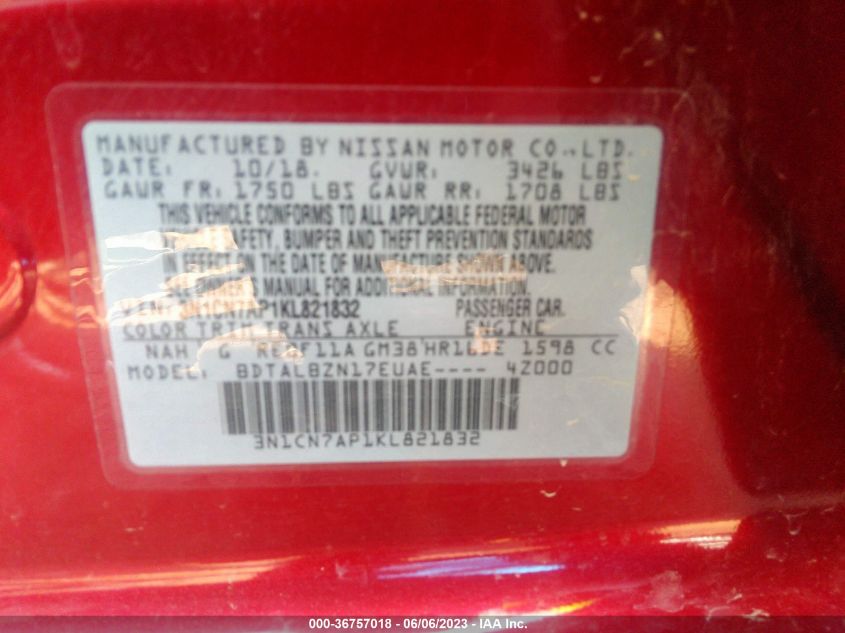 MANUFACTURED BY NISSAN MOTOR CO.,LTD.
DATE: 10/18. GVWR: 3426 LBS
GAWR FR: 1750 LBS GAWR RR: 1708 LBS
THIS VEHICLE CONFORMS TO ALL APPLICABLE FEDERAL MOTOR
SAFETY, BUMPER AND THEFT PREVENTION STANDARDS
IN EFFECT ON THE DATE OF MANUFACTURE SHOWN ABOVE.
OWNER'S MANUAL FOR ADDITIONAL INFORMATION.
3N1CN7AP1KL821832 PASSENGER CAR.
COLOR TRIM TRANS AXLE ENGINE
NAH G RE0F11A GM38 HR16DE 1598 CC
MODEL: BDTALBZN17EUAE---- 4Z000
3N1CN7AP1KL821832
000-36757018 - 06/06/2023 - IAA Inc.